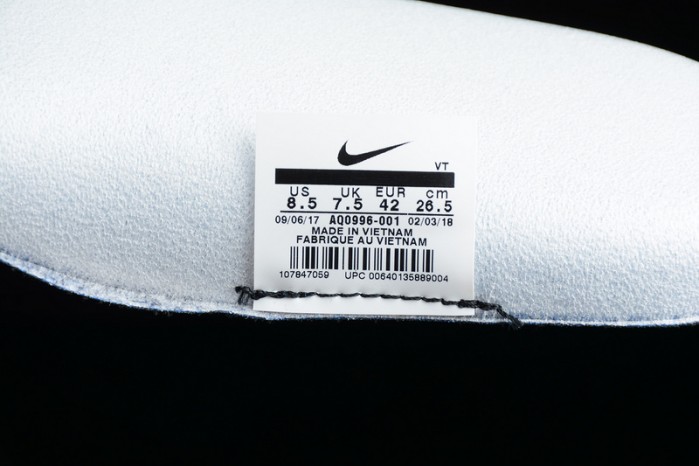 VT
US UK EUR cm
8.5 7.5 42 26.5
09/06/17 AQ0996-001 02/03/18
MADE IN VIETNAM
FABRIQUE AU VIETNAM
107847059 UPC 00640135889004